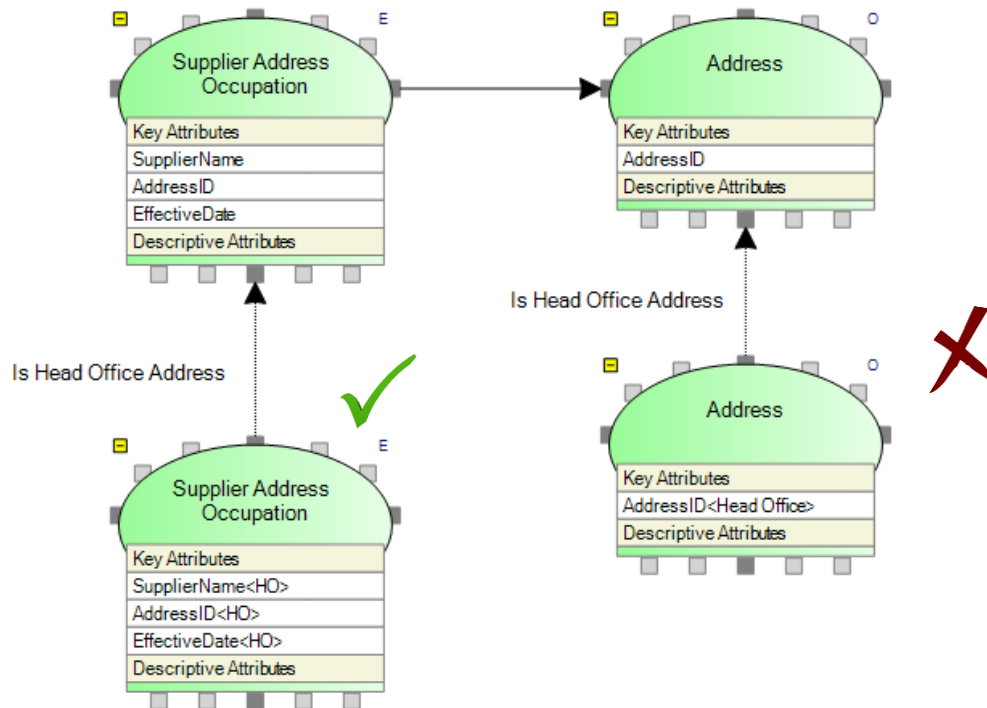 E
Supplier Address
Occupation
Key Attributes
SupplierName
AddressID
EffectiveDate
Descriptive Attributes
O
Address
Key Attributes
AddressID
Descriptive Attributes
Is Head Office Address
Is Head Office Address
E
Supplier Address
Occupation
Key Attributes
SupplierName<HO>
AddressID<HO>
EffectiveDate<HO>
Descriptive Attributes
O
Address
Key Attributes
AddressID<Head Office>
Descriptive Attributes